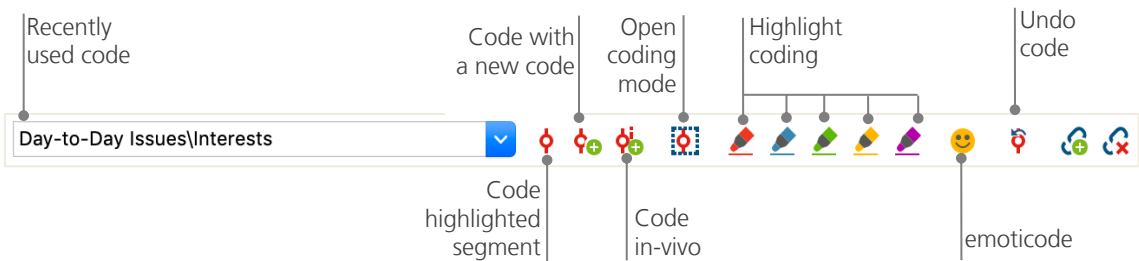 Recently
used code
Code with
a new code
Open
coding
mode
Highlight
coding
Undo
code
Day-to-Day Issues\Interests
Code
highlighted
segment
Code
in-vivo
emoticode